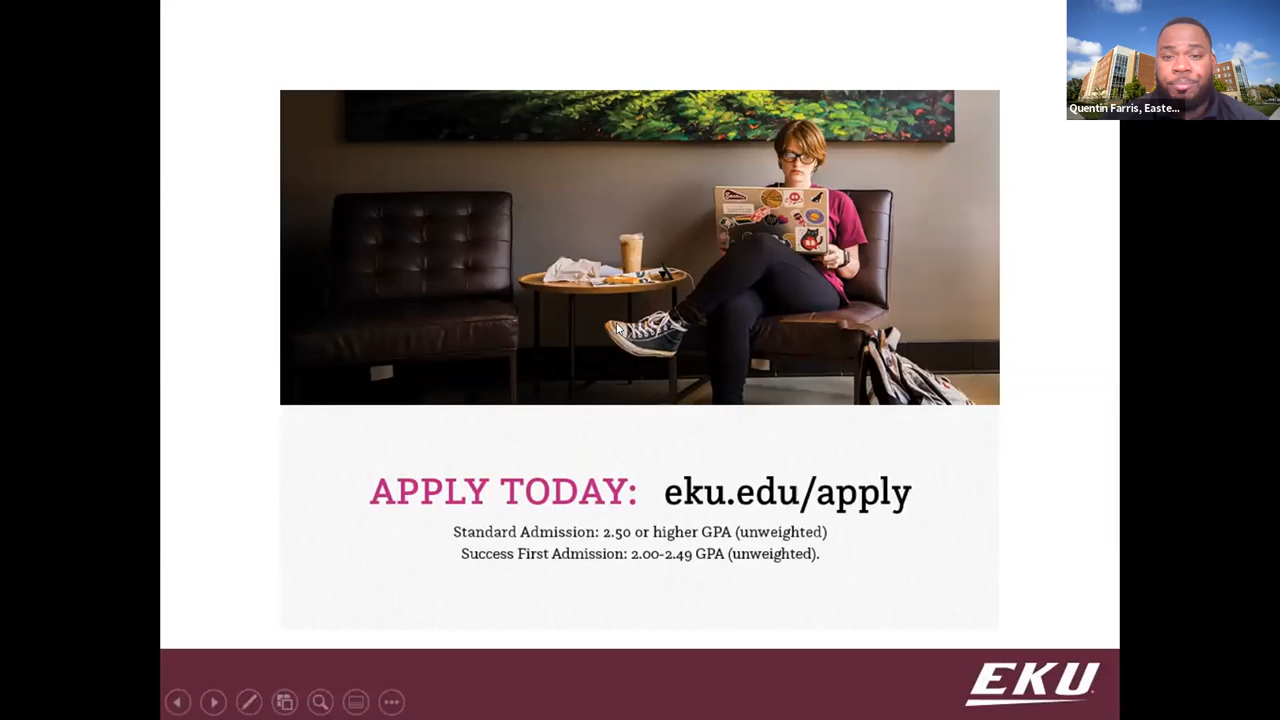 Quentin Farris, Easte...
APPLY TODAY: eku.edu/apply
Standard Admission: 2.50 or higher GPA (unweighted)
Success First Admission: 2.00-2.49 GPA (unweighted).
EKU